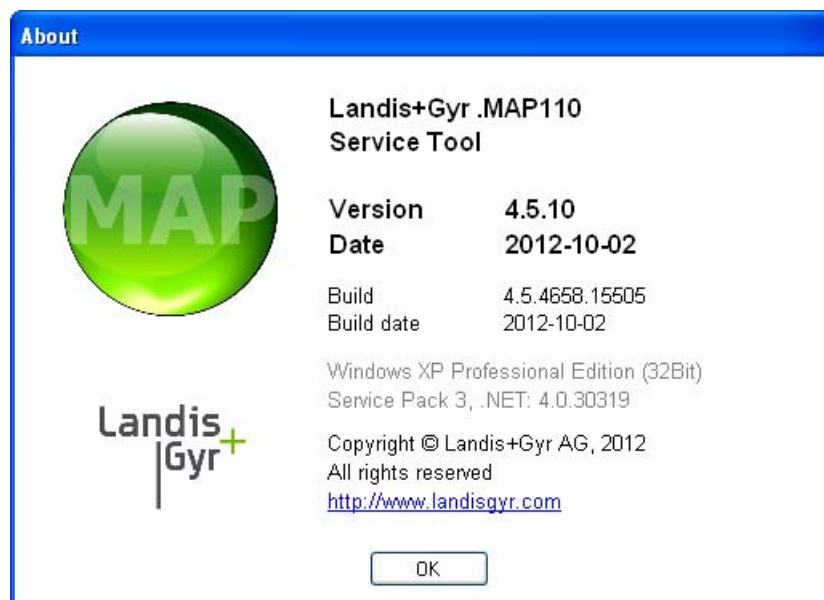 About
MAP
Landis+Gyr .MAP110
Service Tool
Version 4.5.10
Date 2012-10-02
Build 4.5.4658.15505
Build date 2012-10-02
Windows XP Professional Edition (32Bit)
Service Pack 3, .NET: 4.0.30319
Landis+
Gyr
Copyright © Landis+Gyr AG, 2012
All rights reserved
http://www.landisgyr.com
OK